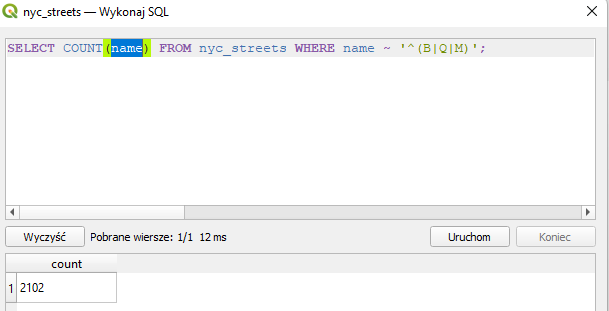 nyc_streets — Wykonaj SQL
SELECT COUNT(name) FROM nyc_streets WHERE name ~ '^(B|Q|M)';
Wyczyść Pobrane wiersze: 1/1 12 ms Uruchom Koniec
count
1 2102